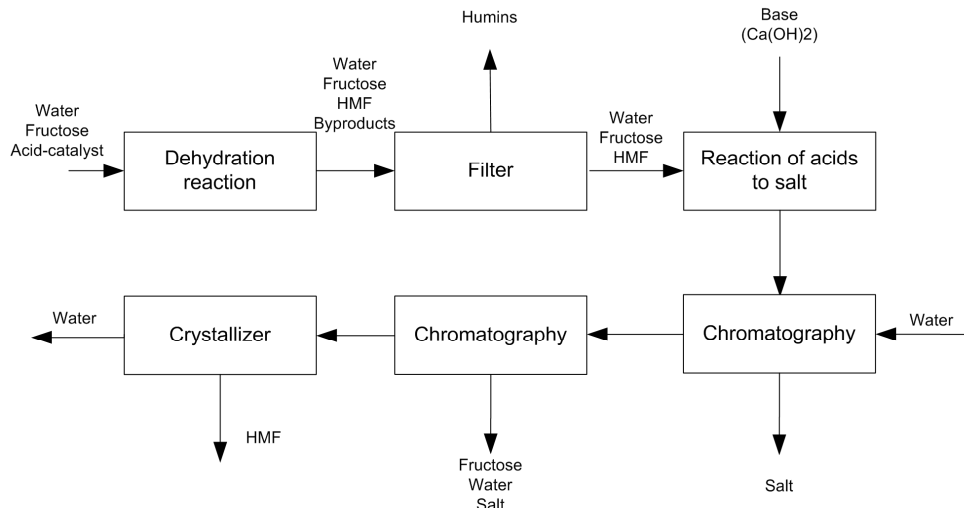 Humins
Base
(Ca(OH)2)
Water
Fructose
HMF
Byproducts
Water
Fructose
Acid-catalyst
Water
Fructose
HMF
Dehydration
reaction
Filter
Reaction of acids
to salt
Water
Crystallizer
Chromatography
Chromatography
Water
HMF
Fructose
Water
Salt
Salt